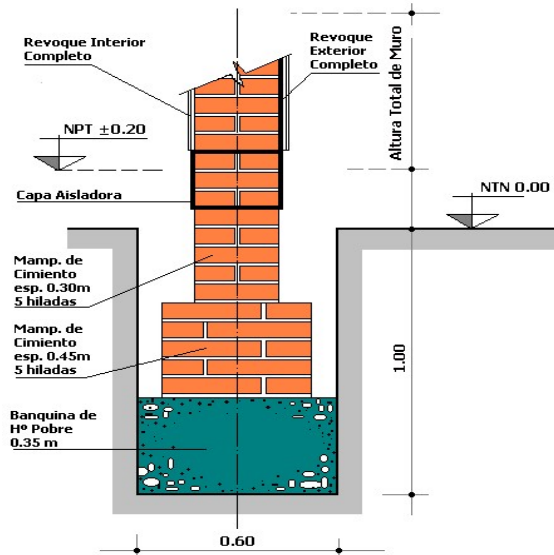 Revoque Interior
Completo
Revoque
Exterior
Completo
Altura Total de Muro
NPT ±0.20
Capa Aisladora
NTN 0.00
Mamp. de
Cimiento
esp. 0.30m
5 hiladas
Mamp. de
Cimiento
esp. 0.45m
5 hiladas
1.00
Banquina de
Hº Pobre
0.35 m
0.60